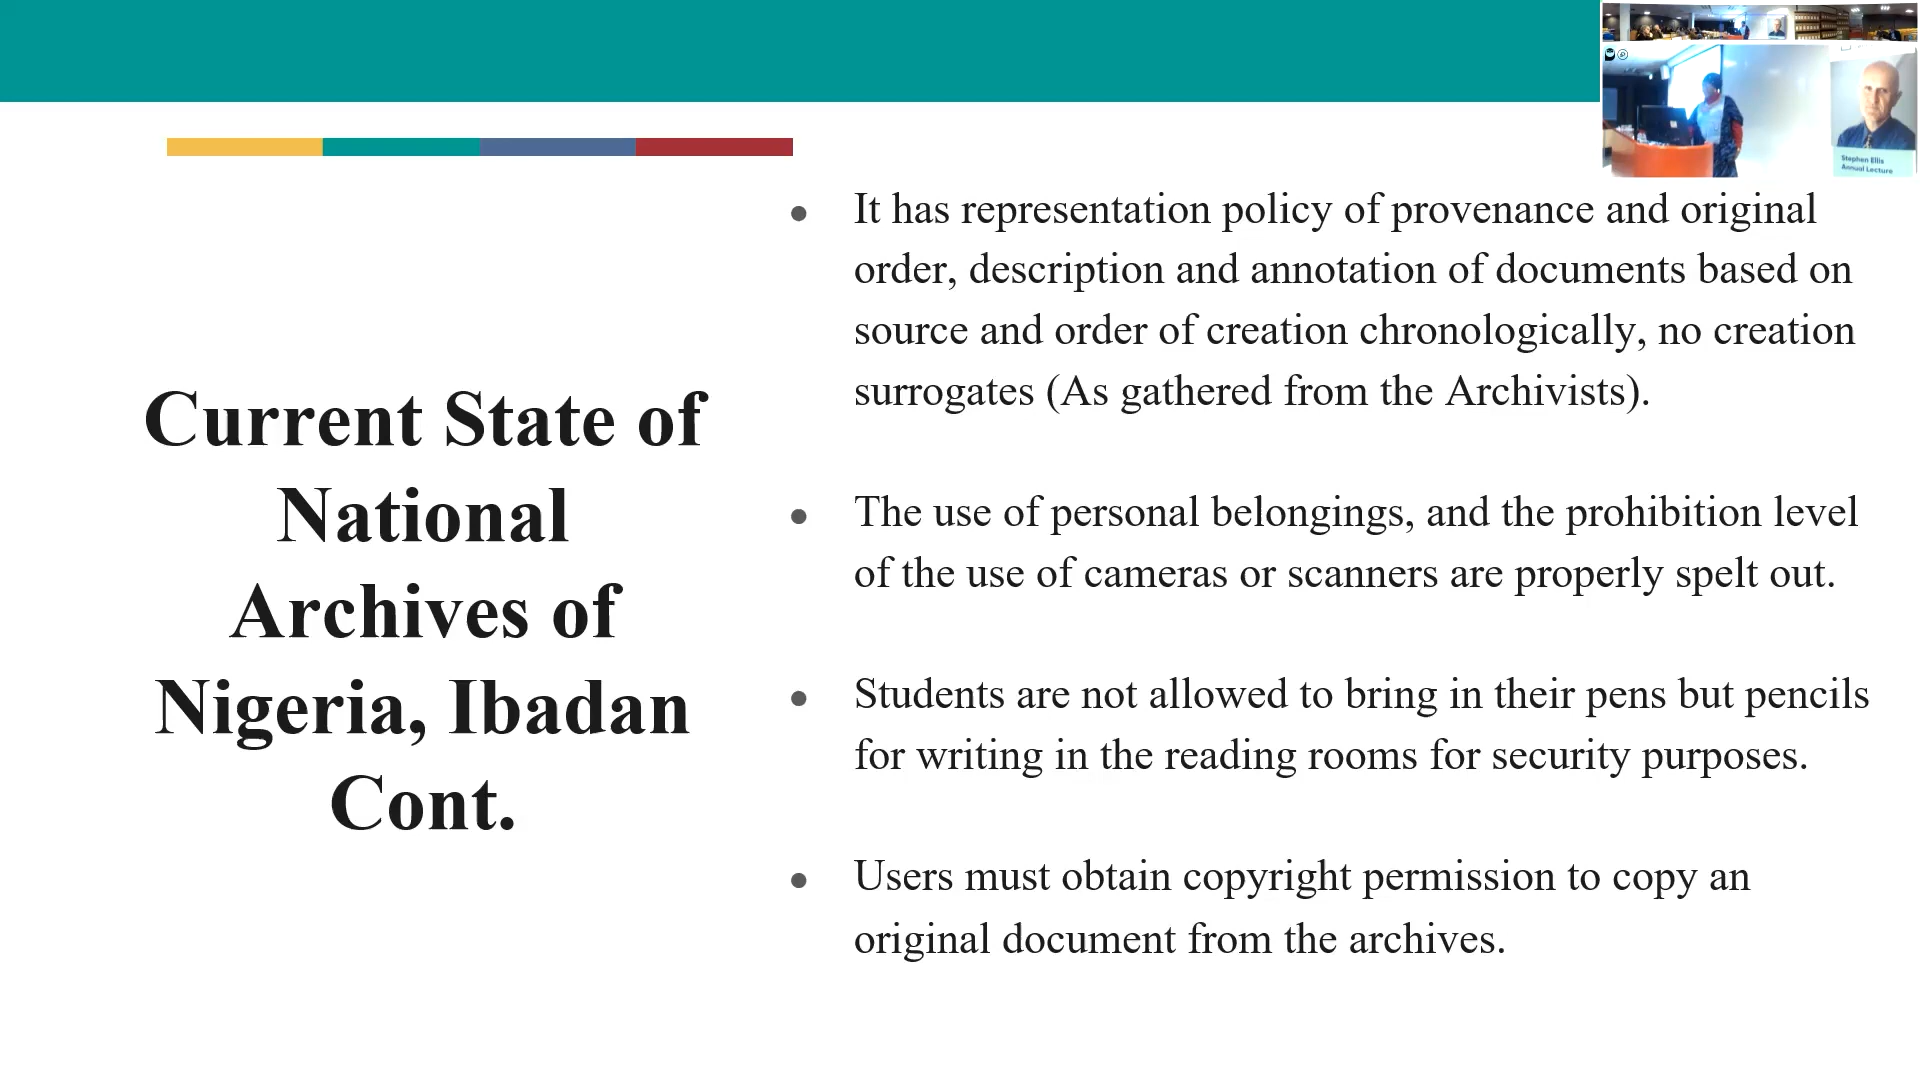 Stephen Ellis
Annual Lecture
Current State of
National
Archives of
Nigeria, Ibadan
Cont.
● It has representation policy of provenance and original
order, description and annotation of documents based on
source and order of creation chronologically, no creation
surrogates (As gathered from the Archivists).
● The use of personal belongings, and the prohibition level
of the use of cameras or scanners are properly spelt out.
● Students are not allowed to bring in their pens but pencils
for writing in the reading rooms for security purposes.
● Users must obtain copyright permission to copy an
original document from the archives.